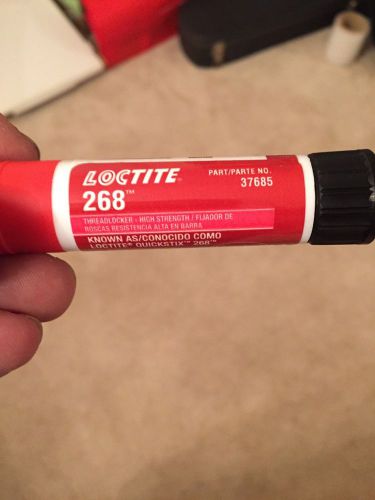 LOCTITE®
PART/PARTE NO.
37685
268™
THREADLOCKER - HIGH STRENGTH / FIJADOR DE
ROSCAS RESISTENCIA ALTA EN BARRA
KNOWN AS/CONOCIDO COMO
LOCTITE® QUICKSTIX™ 268™